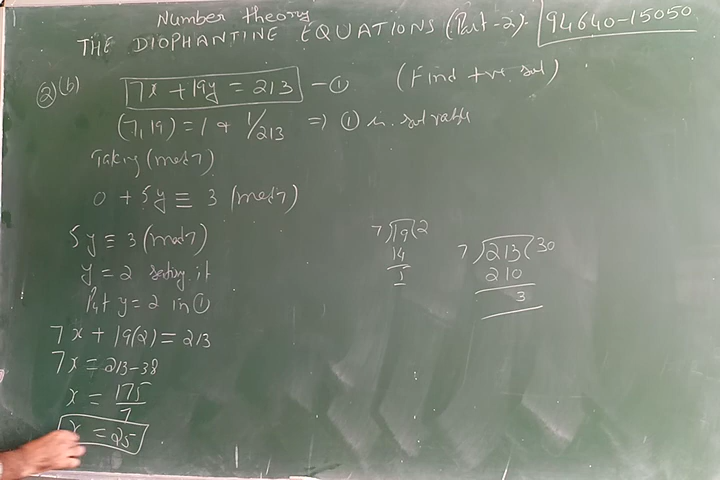 Number theory
THE DIOPHANTINE EQUATIONS (Part-2). 94640-15050
2(b) 7x + 19y = 213 - ① (Find +ve sol)
(7, 19) = 1 & 1/213 ⇒ ① is solvable
Taking (mod 7)
0 + 5y ≡ 3 (mod 7)
5y ≡ 3 (mod 7)
y = 2 satisfy it
Put y = 2 in ①
7x + 19(2) = 213
7x = 213-38
x = 175/7
x = 25
7)19(2
14
5
7)213(30
210
3